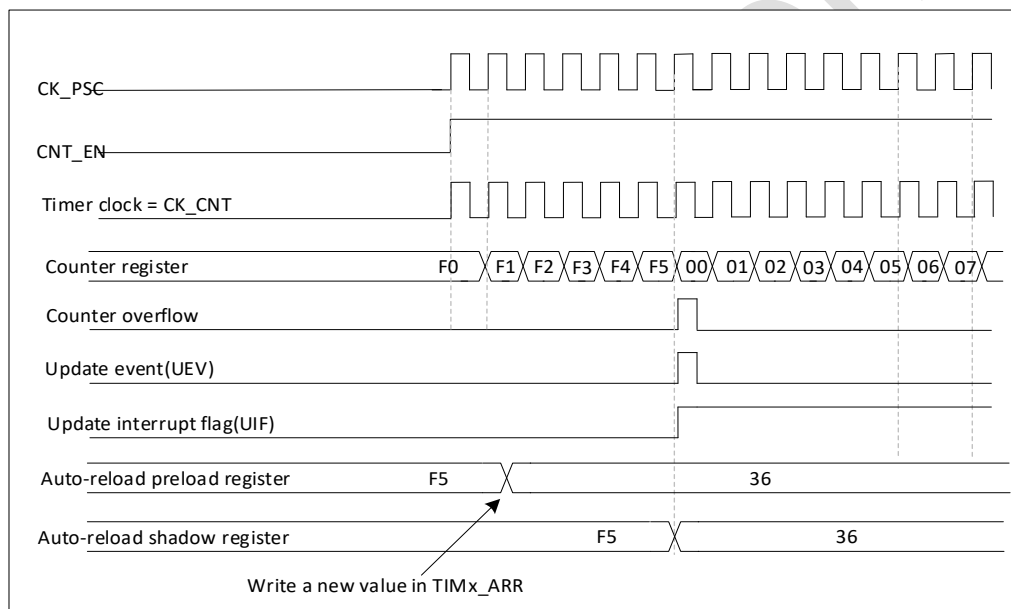 CK_PSC
CNT_EN
Timer clock = CK_CNT
Counter register F0 F1 F2 F3 F4 F5 00 01 02 03 04 05 06 07
Counter overflow
Update event(UEV)
Update interrupt flag(UIF)
Auto-reload preload register F5 36
Auto-reload shadow register F5 36
Write a new value in TIMx_ARR